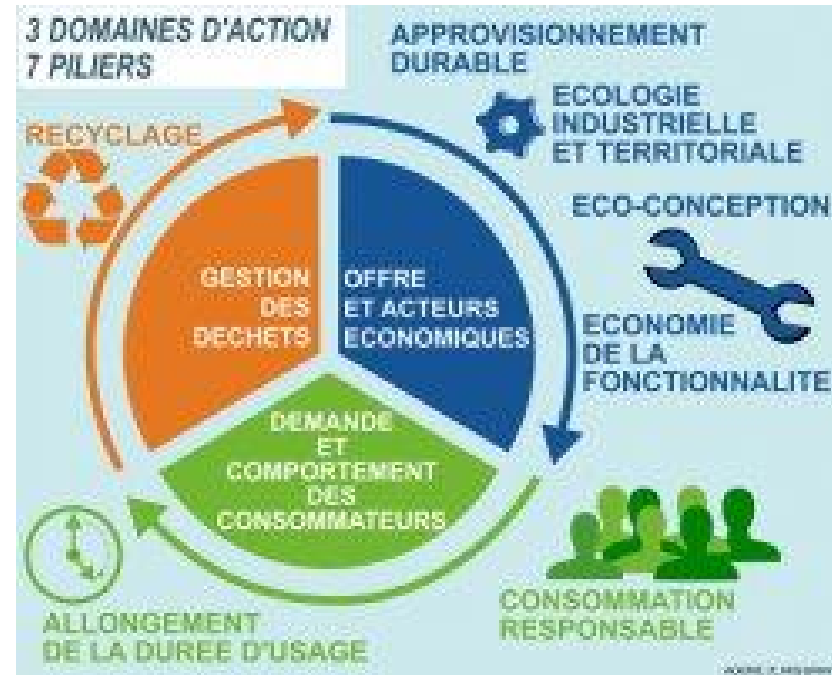 3 DOMAINES D'ACTION
7 PILIERS
APPROVISIONNEMENT
DURABLE
ECOLOGIE
INDUSTRIELLE
ET TERRITORIALE
ECO-CONCEPTION
ECONOMIE
DE LA
FONCTIONNALITE
RECYCLAGE
GESTION
DES
DECHETS
OFFRE
ET ACTEURS
ECONOMIQUES
DEMANDE
ET
COMPORTEMENT
DES
CONSOMMATEURS
CONSOMMATION
RESPONSABLE
ALLONGEMENT
DE LA DUREE D'USAGE